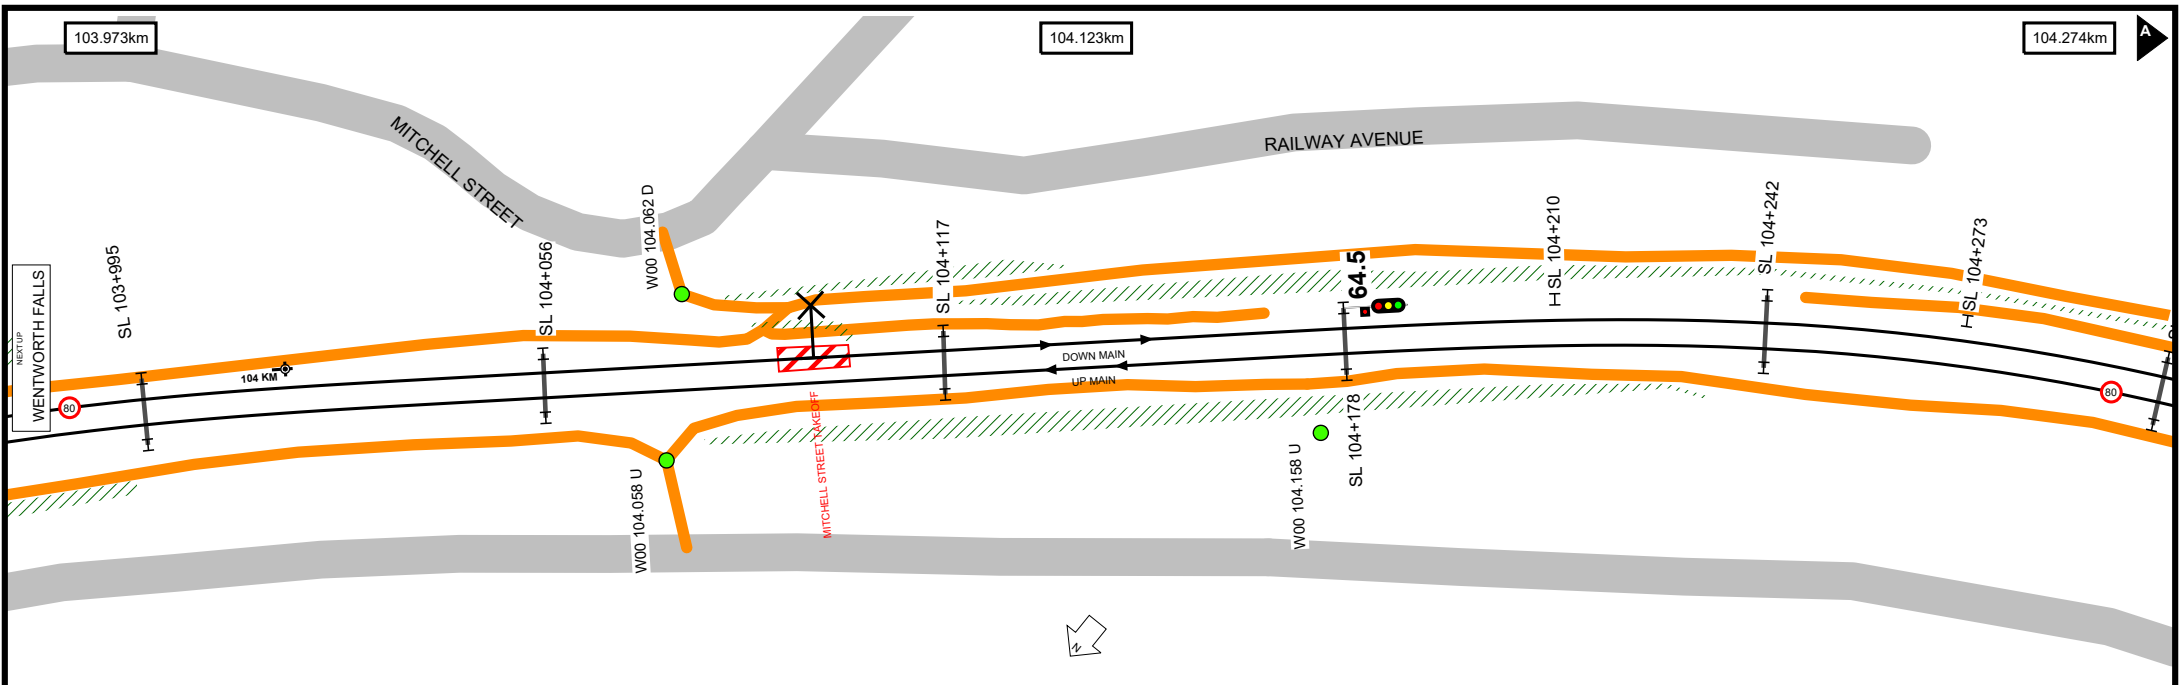 103.973km
104.123km
104.274km
A
MITCHELL STREET
RAILWAY AVENUE
NEXT UP
WENTWORTH FALLS
SL 103+995
SL 104+056
W00 104.062 D
SL 104+117
64.5
SL 104+210
SL 104+242
SL 104+273
104 KM
80
DOWN MAIN
UP MAIN
80
MITCHELL STREET TAKEOFF
W00 104.058 U
W00 104.158 U
SL 104+178
N